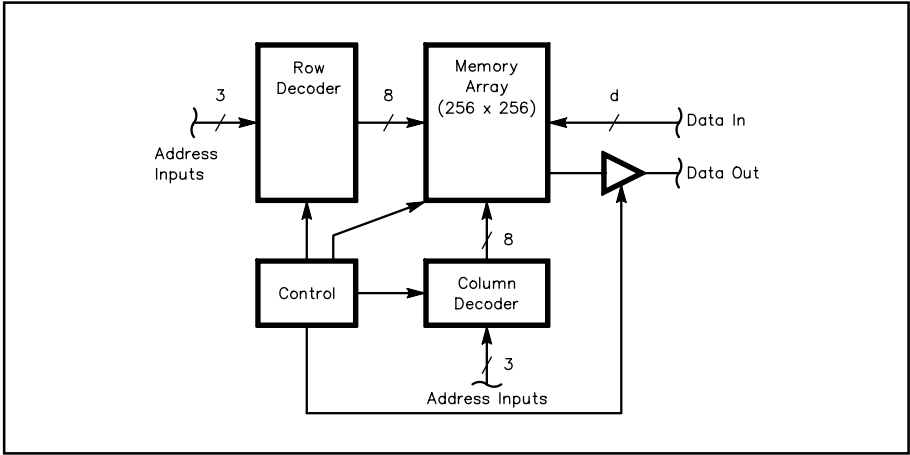 Row
Decoder
Memory
Array
(256 x 256)
3
8
d
Data In
Address
Inputs
Data Out
8
Control
Column
Decoder
3
Address Inputs